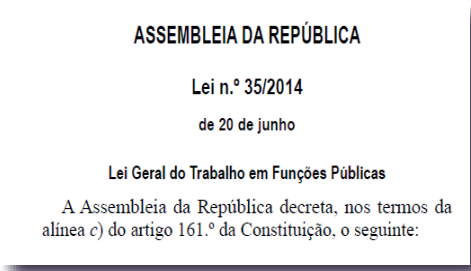 ASSEMBLEIA DA REPÚBLICA
Lei n.º 35/2014
de 20 de junho
Lei Geral do Trabalho em Funções Públicas
A Assembleia da República decreta, nos termos da
alínea c) do artigo 161.º da Constituição, o seguinte: